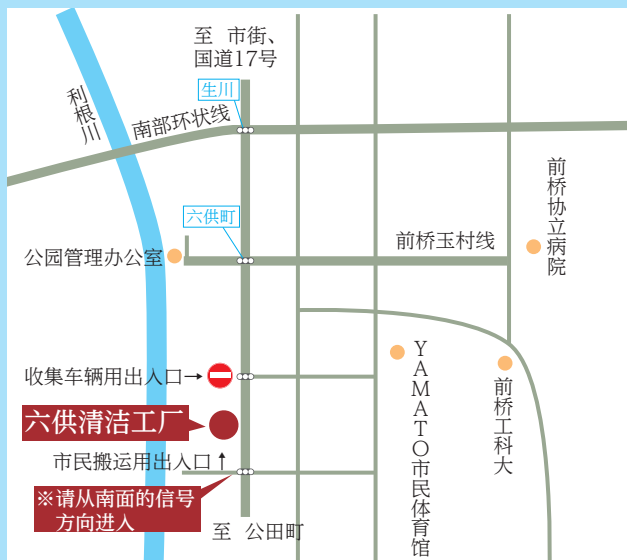 至 市街、
国道17号
生川
利根川
南部环状线
前桥协立病院
六供町
前桥玉村线
公园管理办公室
收集车辆用出入口→
YAMATO市民体育馆
前桥工科大
六供清洁工厂
市民搬运用出入口↑
※请从南面的信号
方向进入
至 公田町